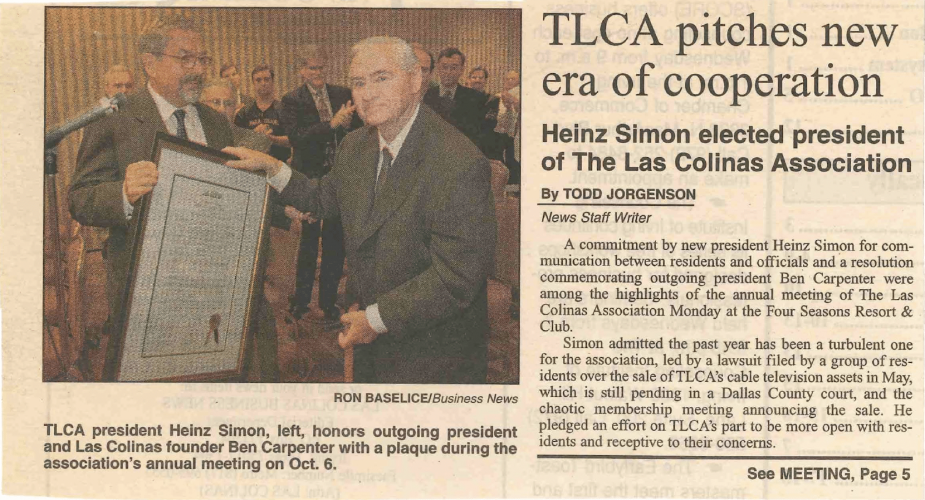 RON BASELICE/Business News
TLCA president Heinz Simon, left, honors outgoing president
and Las Colinas founder Ben Carpenter with a plaque during the
association's annual meeting on Oct. 6.
TLCA pitches new
era of cooperation
Heinz Simon elected president
of The Las Colinas Association
By TODD JORGENSON
News Staff Writer
A commitment by new president Heinz Simon for com-
munication between residents and officials and a resolution
commemorating outgoing president Ben Carpenter were
among the highlights of the annual meeting of The Las
Colinas Association Monday at the Four Seasons Resort &
Club.
Simon admitted the past year has been a turbulent one
for the association, led by a lawsuit filed by a group of res-
idents over the sale of TLCA's cable television assets in May,
which is still pending in a Dallas County court, and the
chaotic membership meeting announcing the sale. He
pledged an effort on TLCA's part to be more open with res-
idents and receptive to their concerns.
See MEETING, Page 5